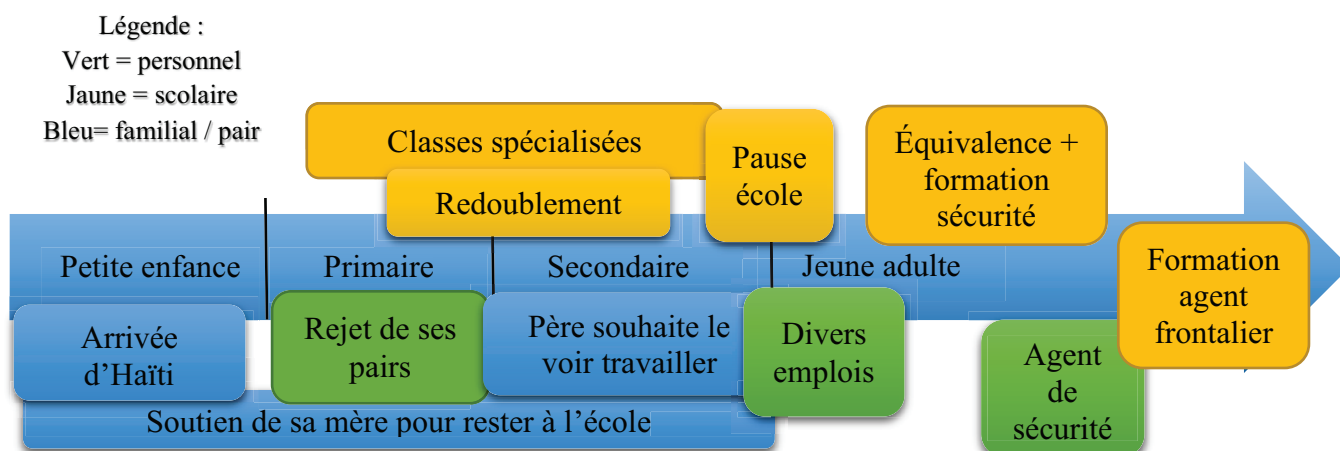 Légende :
Vert = personnel
Jaune = scolaire
Bleu= familial / pair
Classes spécialisées
Redoublement
Pause
école
Équivalence +
formation
sécurité
Petite enfance
Primaire
Secondaire
Jeune adulte
Formation
agent
frontalier
Arrivée
d’Haïti
Rejet de ses
pairs
Père souhaite le
voir travailler
Divers
emplois
Agent
de
sécurité
Soutien de sa mère pour rester à l’école